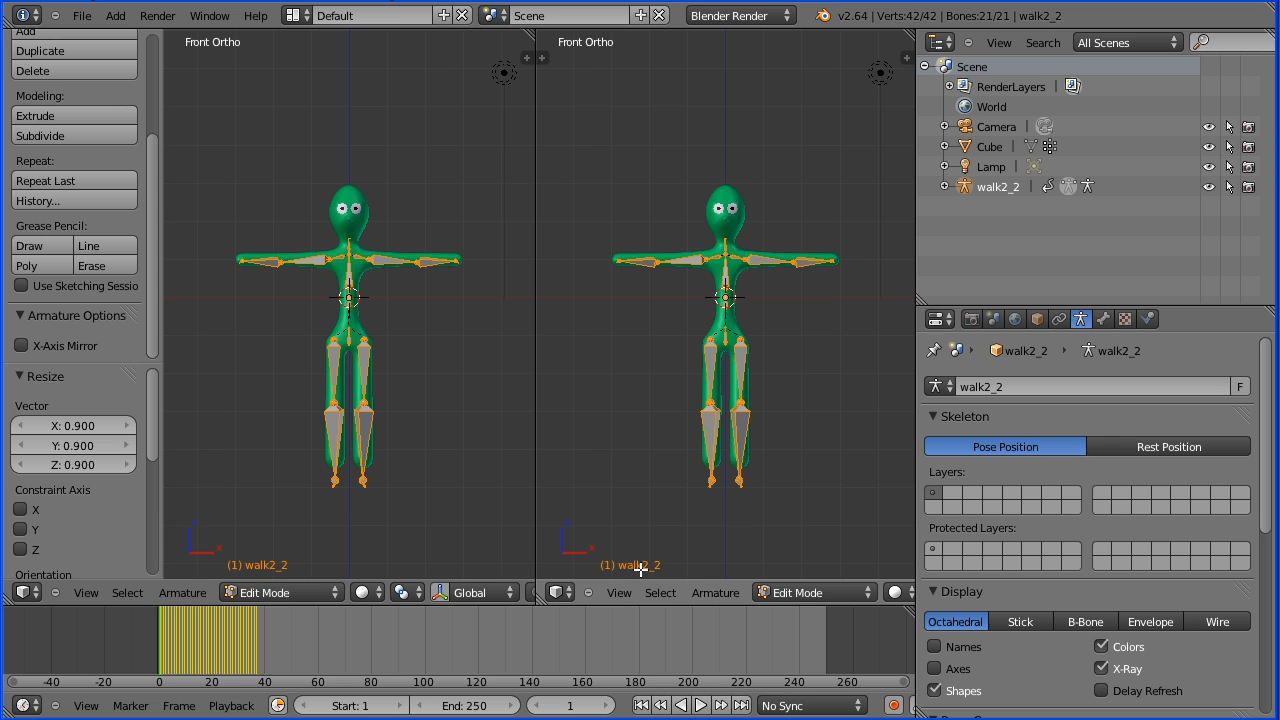 File Add Render Window Help Default Scene Blender Render v2.64 | Verts:42/42 | Bones:21/21 | walk2_2
Add
Duplicate
Delete
Modeling:
Extrude
Subdivide
Repeat:
Repeat Last
History...
Grease Pencil:
Draw Line
Poly Erase
Use Sketching Sessio
Armature Options
X-Axis Mirror
Resize
Vector
X: 0.900
Y: 0.900
Z: 0.900
Constraint Axis
X
Y
Z
Orientation
Front Ortho
x
(1) walk2_2
View Select Armature Edit Mode Global
Front Ortho
x
(1) walk2_2
View Select Armature Edit Mode
View Search All Scenes
Scene
RenderLayers
World
Camera
Cube
Lamp
walk2_2
walk2_2 walk2_2
walk2_2 F
Skeleton
Pose Position Rest Position
Layers:
Protected Layers:
Display
Octahedral Stick B-Bone Envelope Wire
Names Colors
Axes X-Ray
Shapes Delay Refresh
-40 -20 0 20 40 60 80 100 120 140 160 180 200 220 240 260
View Marker Frame Playback Start: 1 End: 250 1 No Sync